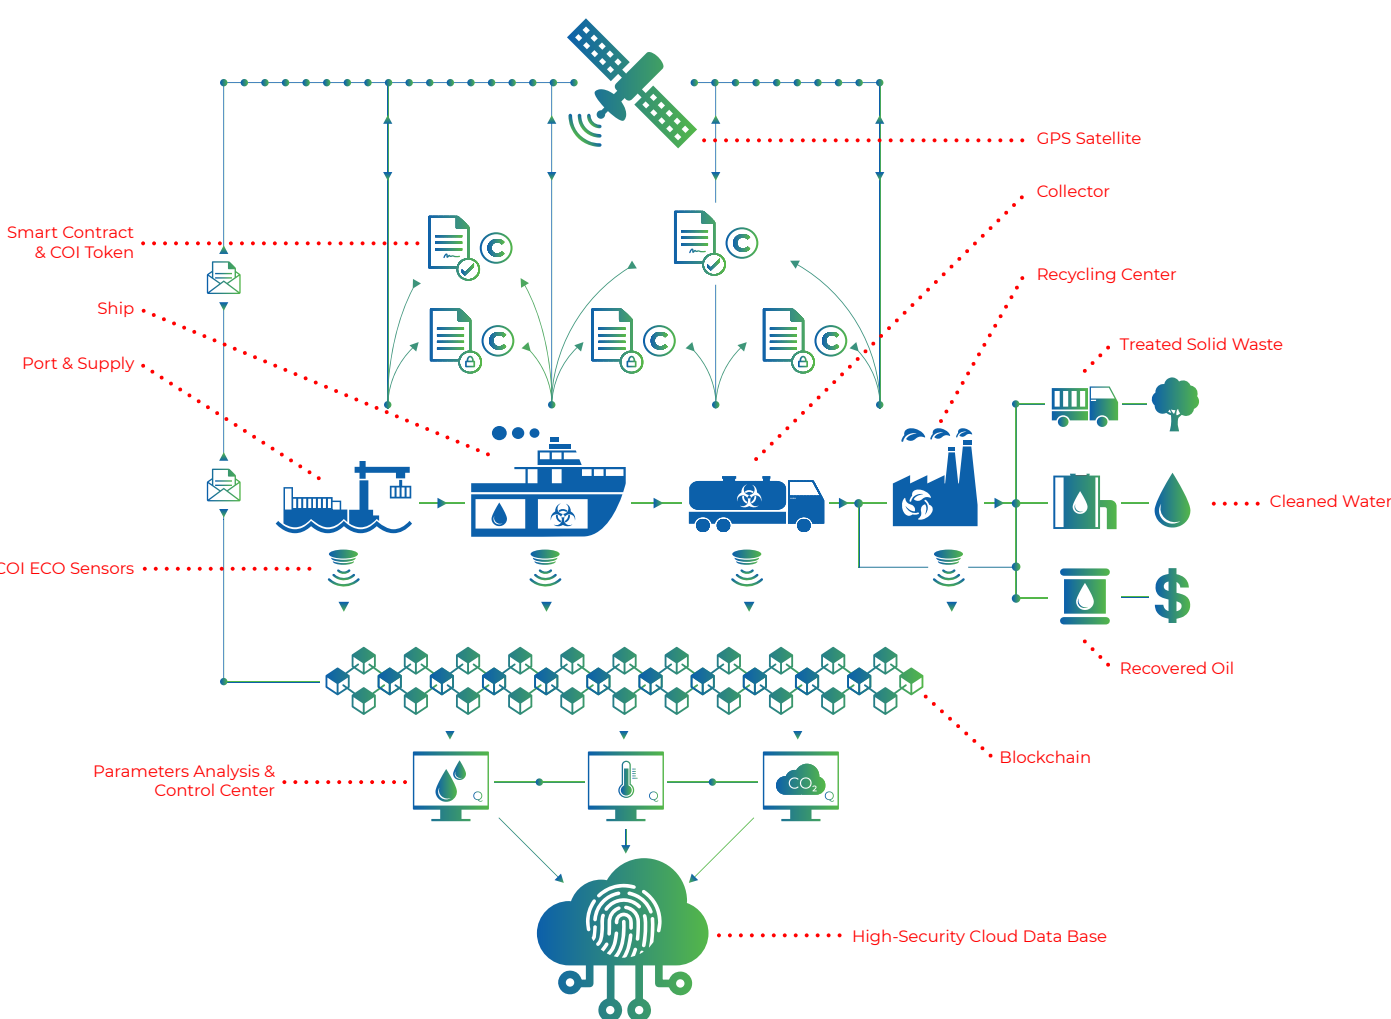 GPS Satellite
Collector
Smart Contract
& COI Token
C
C
Recycling Center
Ship
C
C
C
Treated Solid Waste
Port & Supply
Cleaned Water
COI ECO Sensors
$
Recovered Oil
Blockchain
Parameters Analysis &
Control Center
CO2
High-Security Cloud Data Base